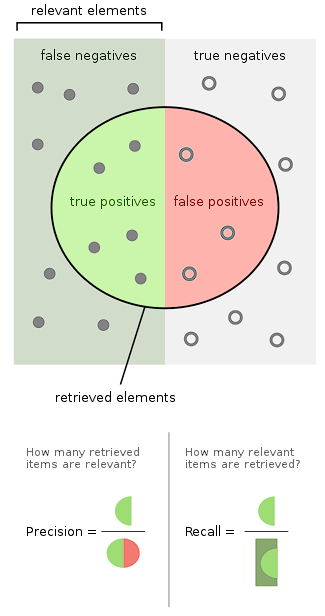 relevant elements
false negatives
true negatives
true positives
false positives
retrieved elements
How many retrieved
items are relevant?
Precision =
How many relevant
items are retrieved?
Recall =